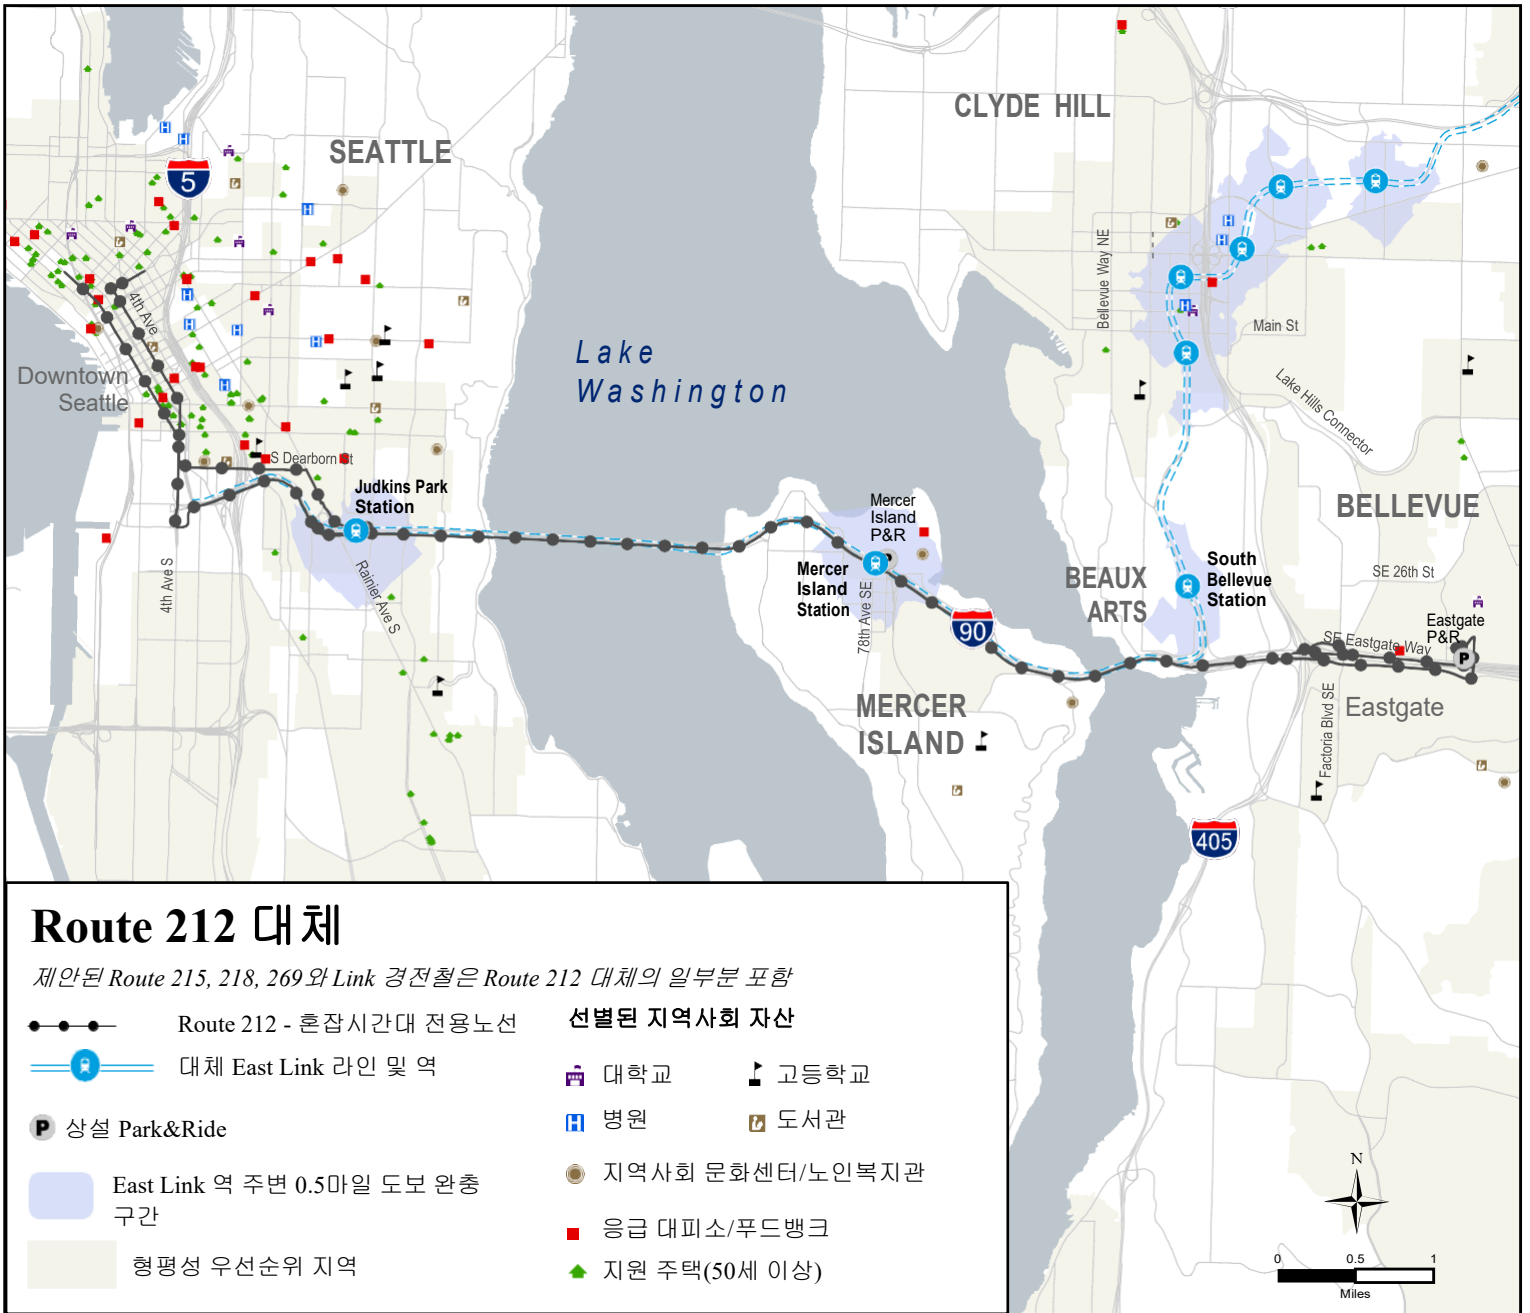 CLYDE HILL
SEATTLE
5
Bellevue Way NE
4th Ave
Main St
Lake
Washington
Downtown
Seattle
Lake Hills Connector
S Dearborn St
Judkins Park
Station
BELLEVUE
Mercer
Island
P&R
4th Ave S
Rainier Ave S
Mercer
Island
Station
78th Ave SE
90
BEAUX
ARTS
South
Bellevue
Station
SE 26th St
Eastgate
P&R
P
SE Eastgate Way
MERCER
ISLAND
Factoria Blvd SE
Eastgate
405
Route 212 대체
제안된 Route 215, 218, 269와 Link 경전철은 Route 212 대체의 일부분 포함
Route 212 - 혼잡시간대 전용노선
대체 East Link 라인 및 역
P 상설 Park&Ride
East Link 역 주변 0.5마일 도보 완충
구간
형평성 우선순위 지역
선별된 지역사회 자산
대학교
고등학교
H 병원
도서관
지역사회 문화센터/노인복지관
응급 대피소/푸드뱅크
지원 주택(50세 이상)
N
0 0.5 1
Miles